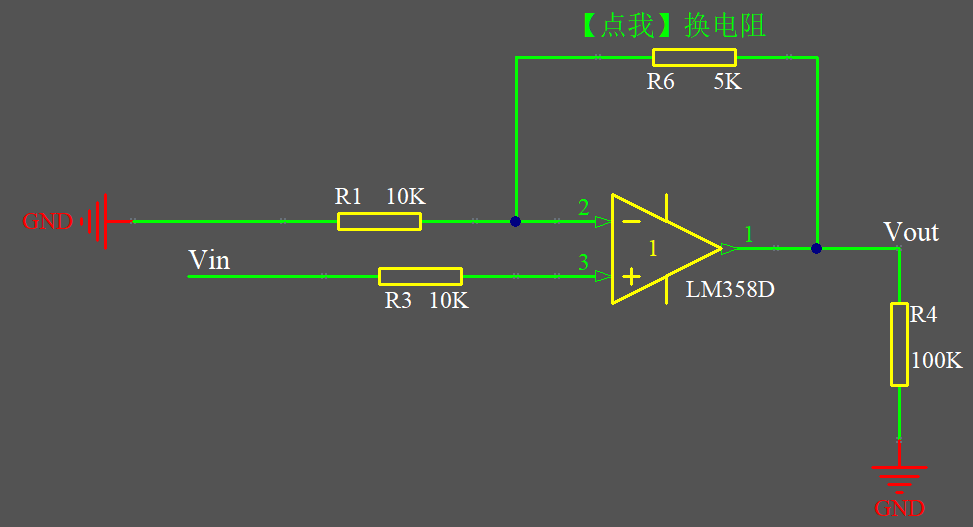 【点我】换电阻
R6 5K
R1 10K
2
GND
Vin
3
1
1
Vout
R3 10K
LM358D
R4
100K
GND